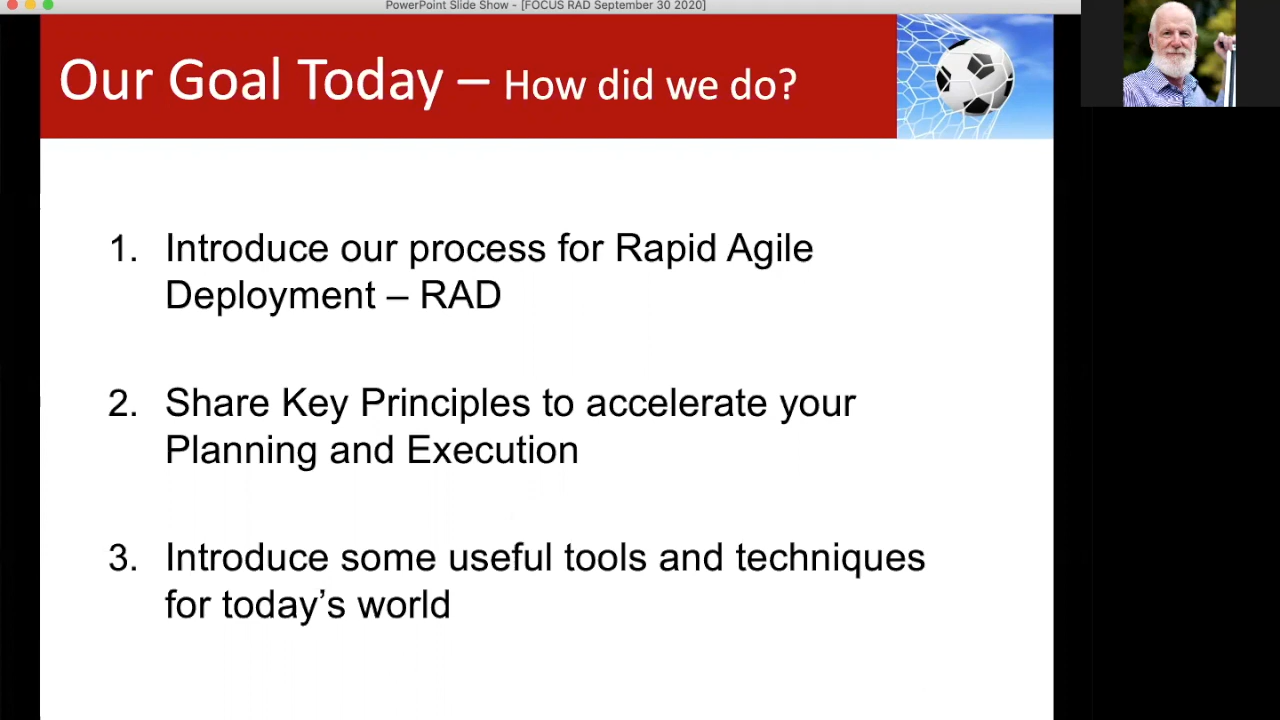 PowerPoint Slide Show - [FOCUS RAD September 30 2020]
Our Goal Today – How did we do?
1. Introduce our process for Rapid Agile
Deployment – RAD
2. Share Key Principles to accelerate your
Planning and Execution
3. Introduce some useful tools and techniques
for today’s world